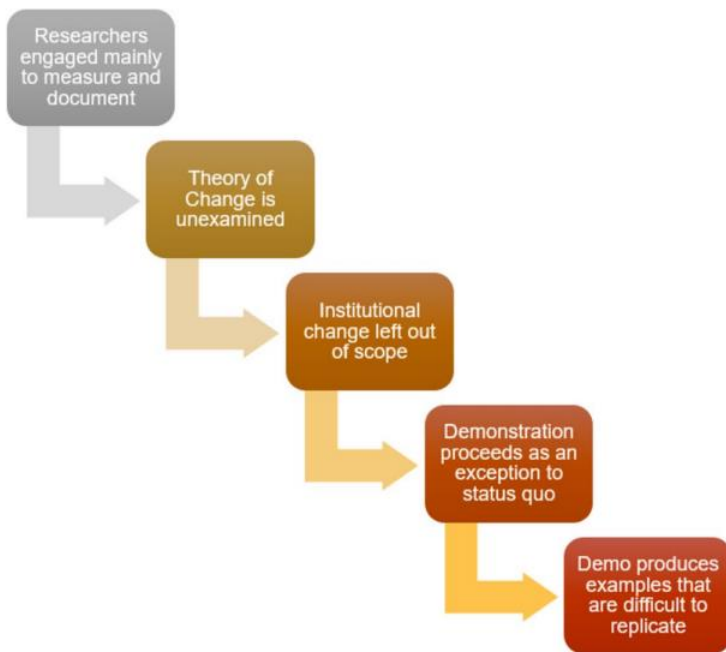 Researchers
engaged mainly
to measure and
document
Theory of
Change is
unexamined
Institutional
change left out
of scope
Demonstration
proceeds as an
exception to
status quo
Demo produces
examples that
are difficult to
replicate